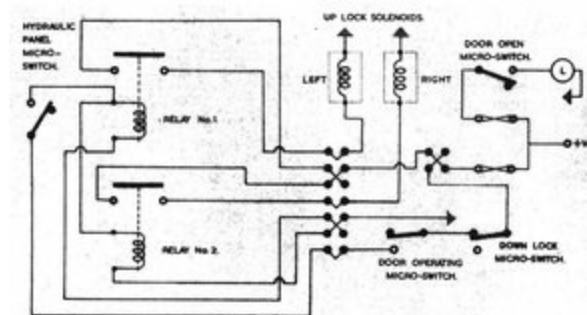 HYDRAULIC
PANEL
MICRO-
SWITCH.
UP LOCK SOLENOIDS.
LEFT
RIGHT
DOOR OPEN
MICRO-SWITCH.
L
RELAY No.1.
+V
RELAY No.2.
DOOR OPERATING
MICRO-SWITCH.
DOWN LOCK
MICRO-SWITCH.